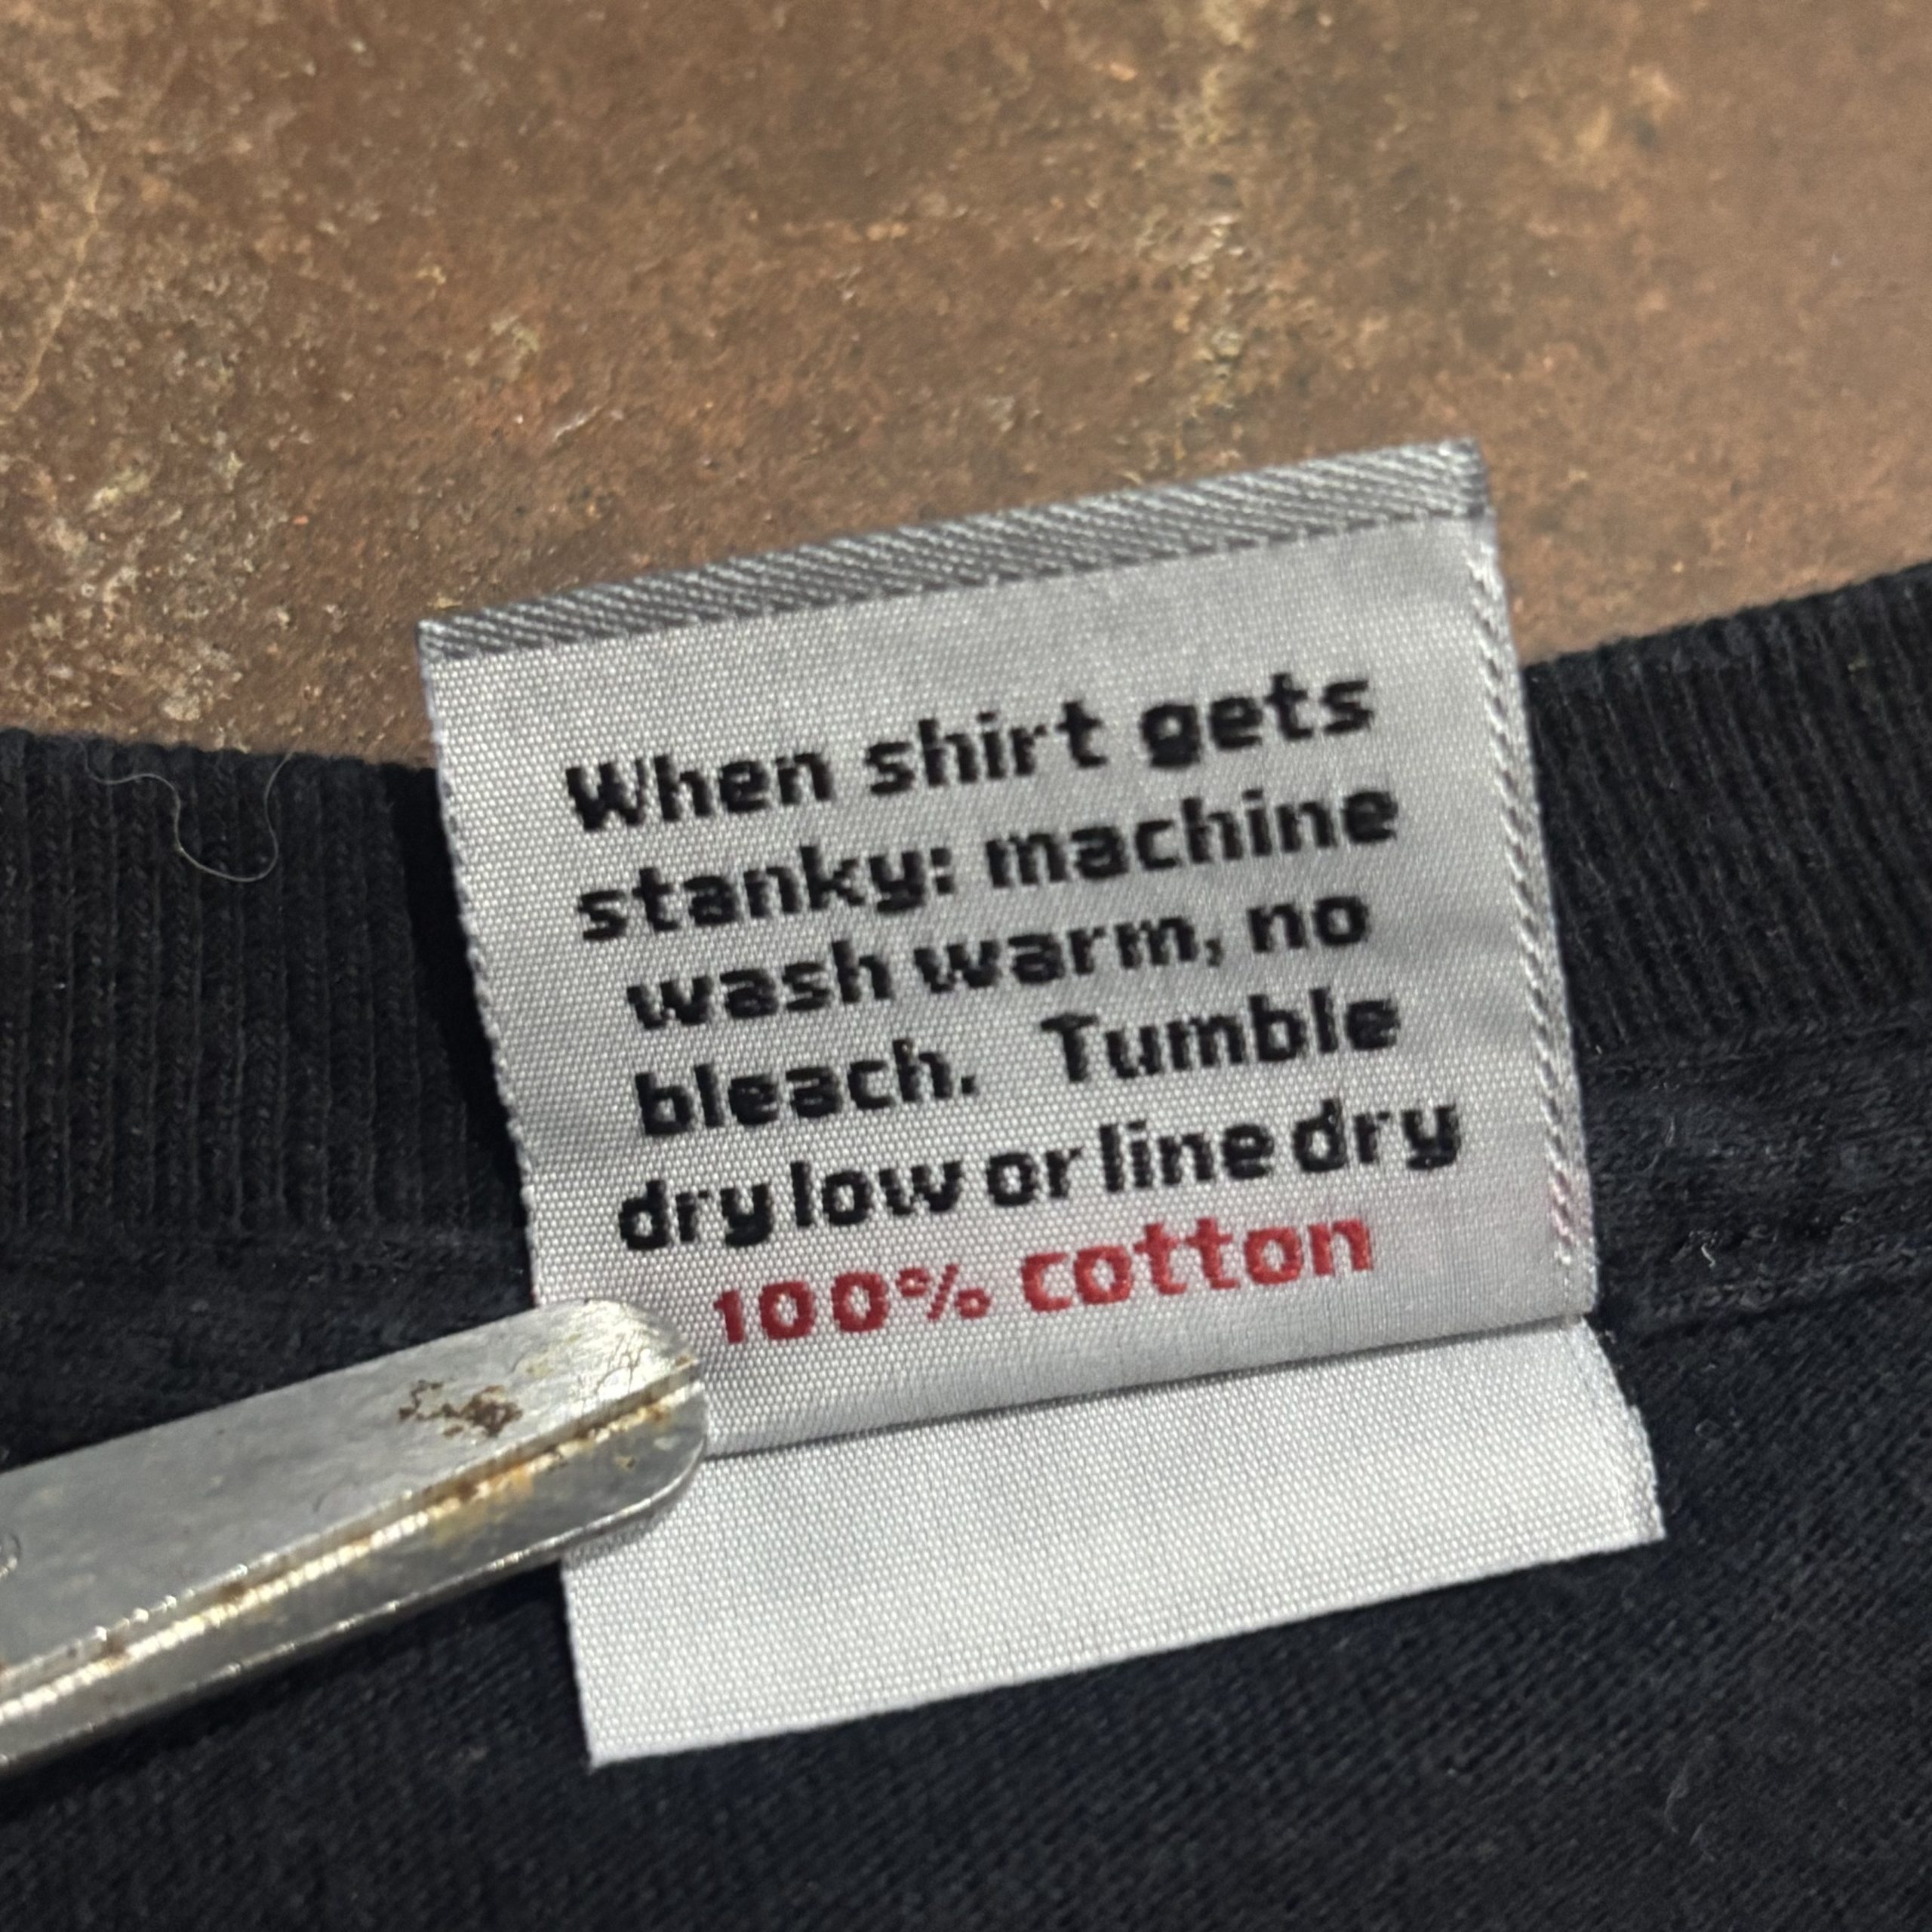 When shirt gets
stanky: machine
wash warm, no
bleach. Tumble
dry low or line dry
100% cotton